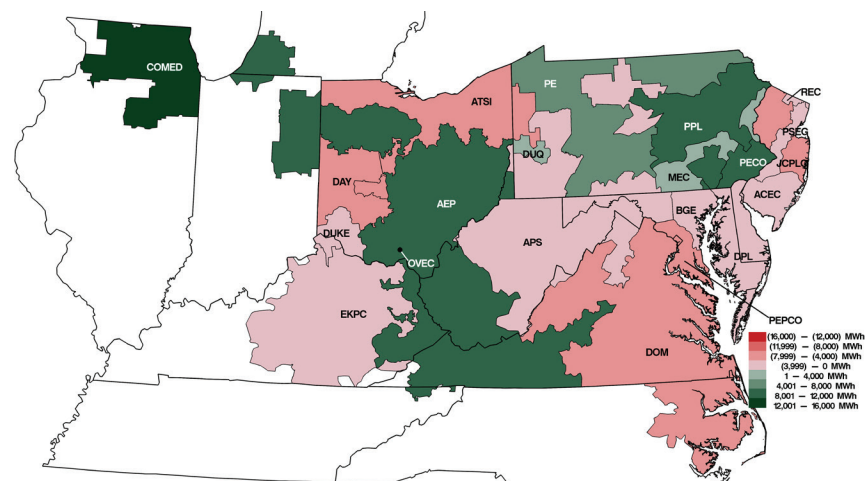 COMED
ATSI
PE
REC
PPL
PSEG
DUQ
PECO
JCPLC
DAY
MEC
ACEC
AEP
BGE
DUKE
APS
DPL
OVEC
EKPC
PEPCO
DOM
(16,000) – (12,000) MWh
(11,999) – (8,000) MWh
(7,999) – (4,000) MWh
(3,999) – 0 MWh
1 – 4,000 MWh
4,001 – 8,000 MWh
8,001 – 12,000 MWh
12,001 – 16,000 MWh